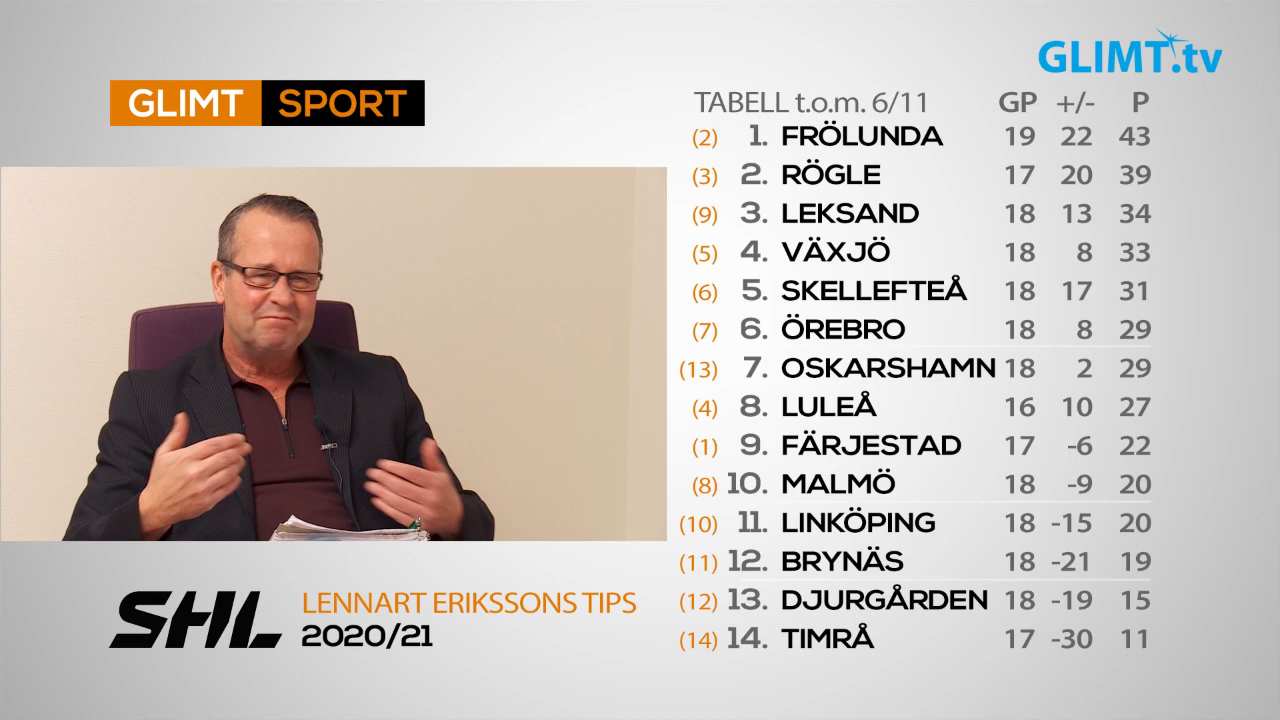 GLIMT.tv
GLIMT SPORT
TABELL t.o.m. 6/11 GP +/- P
(2) 1. FRÖLUNDA 19 22 43
(3) 2. RÖGLE 17 20 39
(9) 3. LEKSAND 18 13 34
(5) 4. VÄXJÖ 18 8 33
(6) 5. SKELLEFTEÅ 18 17 31
(7) 6. ÖREBRO 18 8 29
(13) 7. OSKARSHAMN 18 2 29
(4) 8. LULEÅ 16 10 27
(1) 9. FÄRJESTAD 17 -6 22
(8) 10. MALMÖ 18 -9 20
(10) 11. LINKÖPING 18 -15 20
(11) 12. BRYNÄS 18 -21 19
(12) 13. DJURGÅRDEN 18 -19 15
(14) 14. TIMRÅ 17 -30 11
SHL
LENNART ERIKSSONS TIPS
2020/21